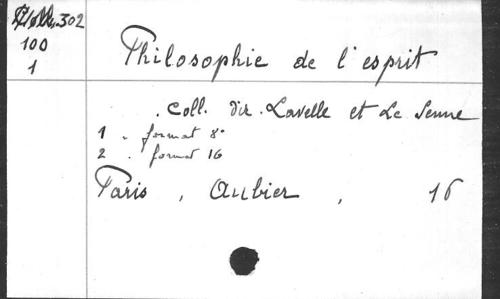 302
100
1
Philosophie de l'esprit
. Coll. dir. Lavelle et Le Senne
1 . format 8°
2 . format 16
Paris , Aubier , 16